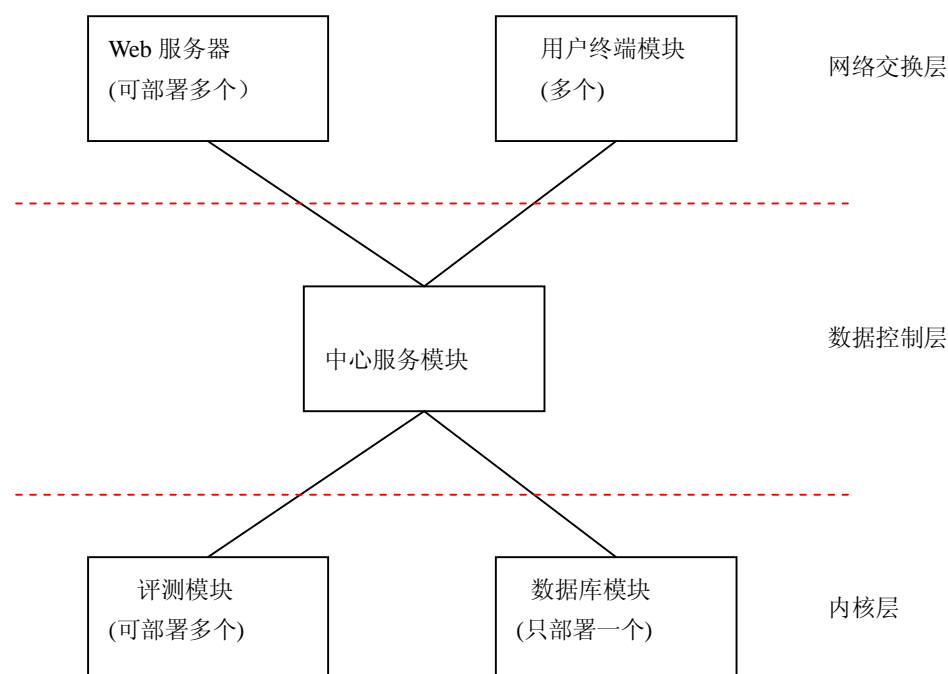 Web 服务器
(可部署多个）
用户终端模块
(多个)
网络交换层
中心服务模块
数据控制层
评测模块
(可部署多个)
数据库模块
(只部署一个)
内核层